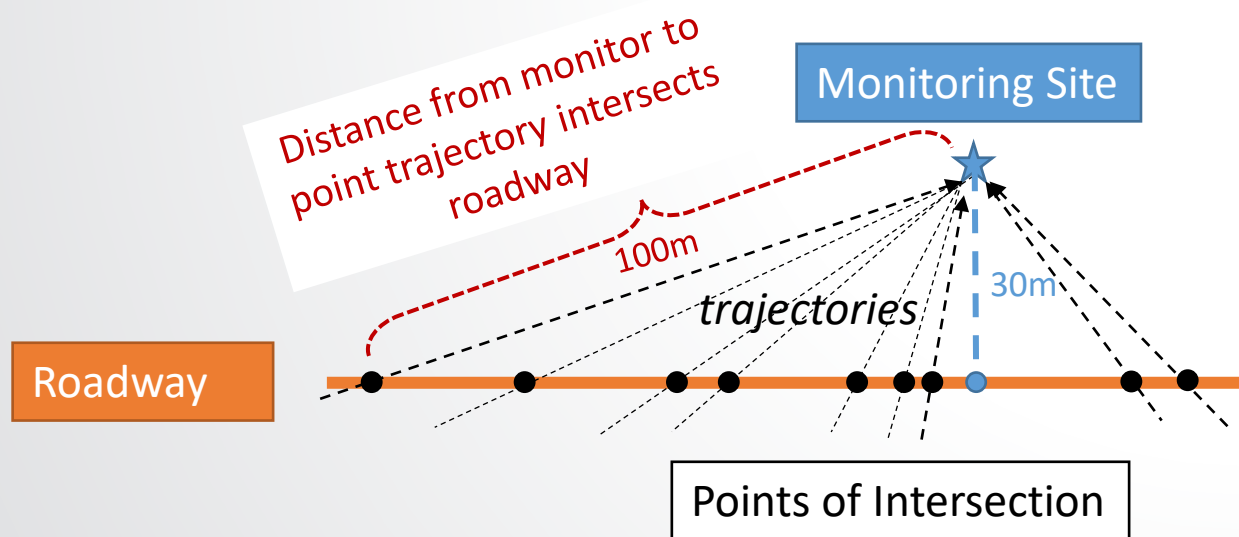 Distance from monitor to
point trajectory intersects
roadway
Monitoring Site
100m
30m
trajectories
Roadway
Points of Intersection